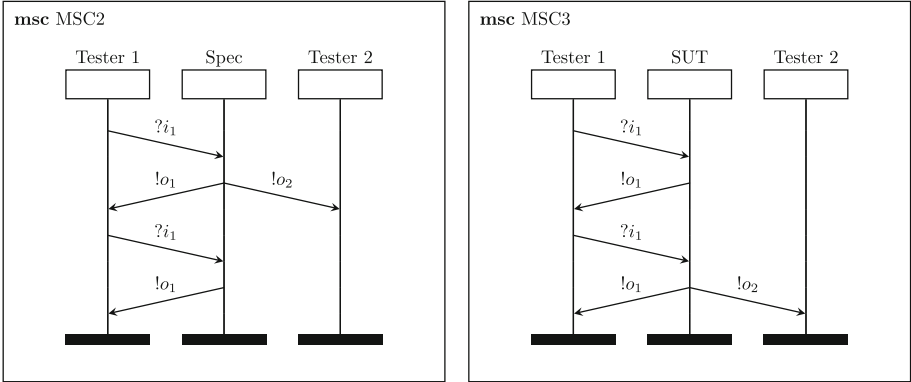 msc MSC2
Tester 1 Spec Tester 2
?i₁
!o₁ !o₂
?i₁
!o₁
msc MSC3
Tester 1 SUT Tester 2
?i₁
!o₁
?i₁
!o₁ !o₂